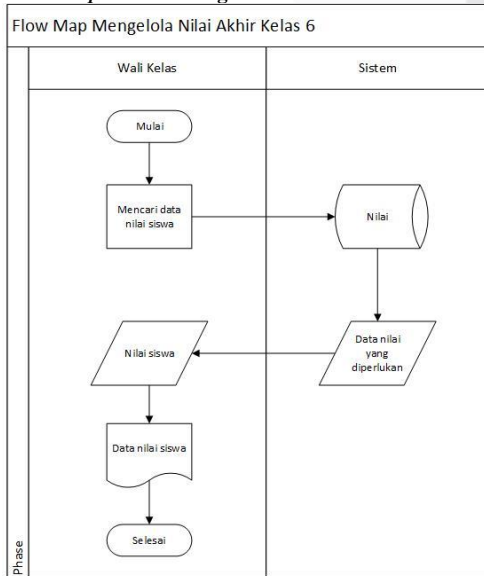 Flow Map Mengelola Nilai Akhir Kelas 6
Wali Kelas
Sistem
Mulai
Mencari data
nilai siswa
Nilai
Nilai siswa
Data nilai
yang
diperlukan
Data nilai siswa
Selesai
Phase